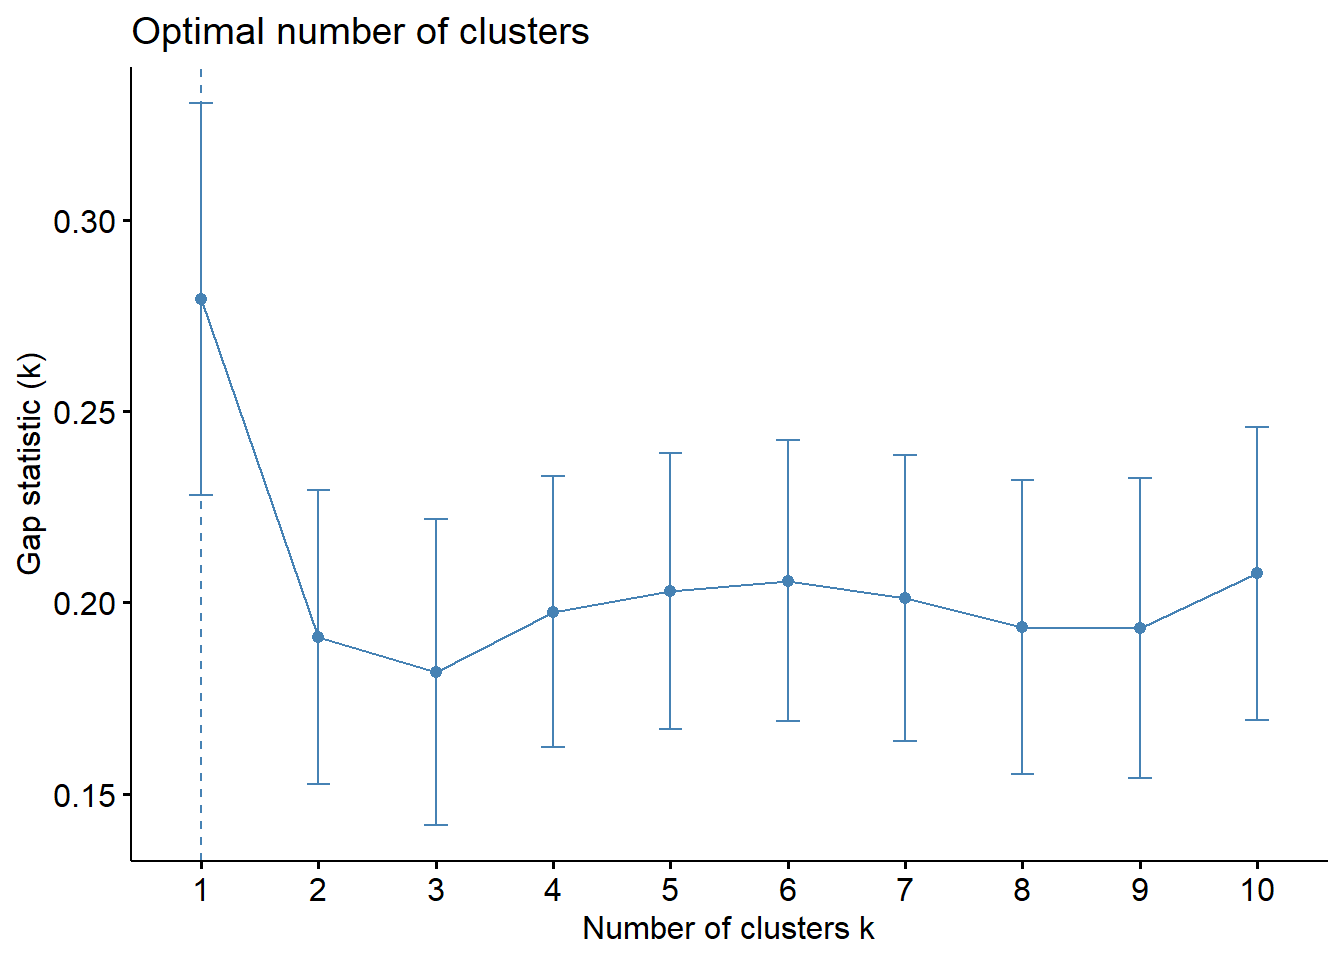 Optimal number of clusters
Gap statistic (k)
0.30
0.25
0.20
0.15
1 2 3 4 5 6 7 8 9 10
Number of clusters k